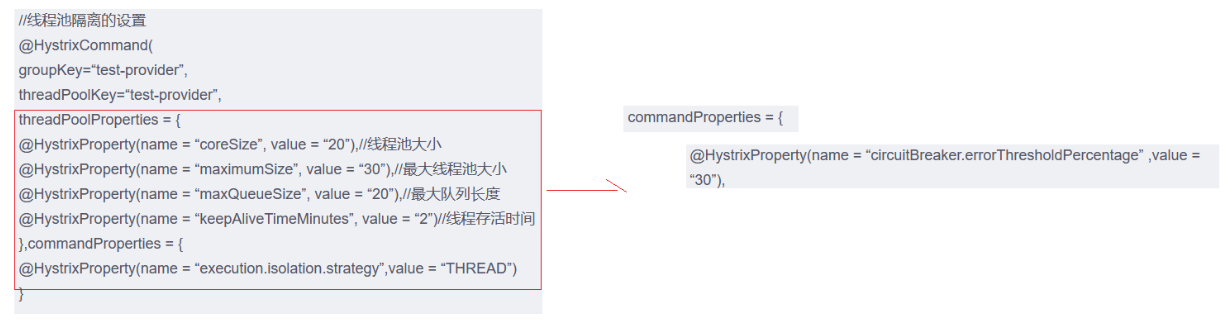 //线程池隔离的设置
@HystrixCommand(
groupKey=“test-provider”,
threadPoolKey=“test-provider”,
threadPoolProperties = {
@HystrixProperty(name = “coreSize”, value = “20”),//线程池大小
@HystrixProperty(name = “maximumSize”, value = “30”),//最大线程池大小
@HystrixProperty(name = “maxQueueSize”, value = “20”),//最大队列长度
@HystrixProperty(name = “keepAliveTimeMinutes”, value = “2”)//线程存活时间
},commandProperties = {
@HystrixProperty(name = “execution.isolation.strategy”,value = “THREAD”)
}
commandProperties = {
@HystrixProperty(name = “circuitBreaker.errorThresholdPercentage” ,value =
“30”),